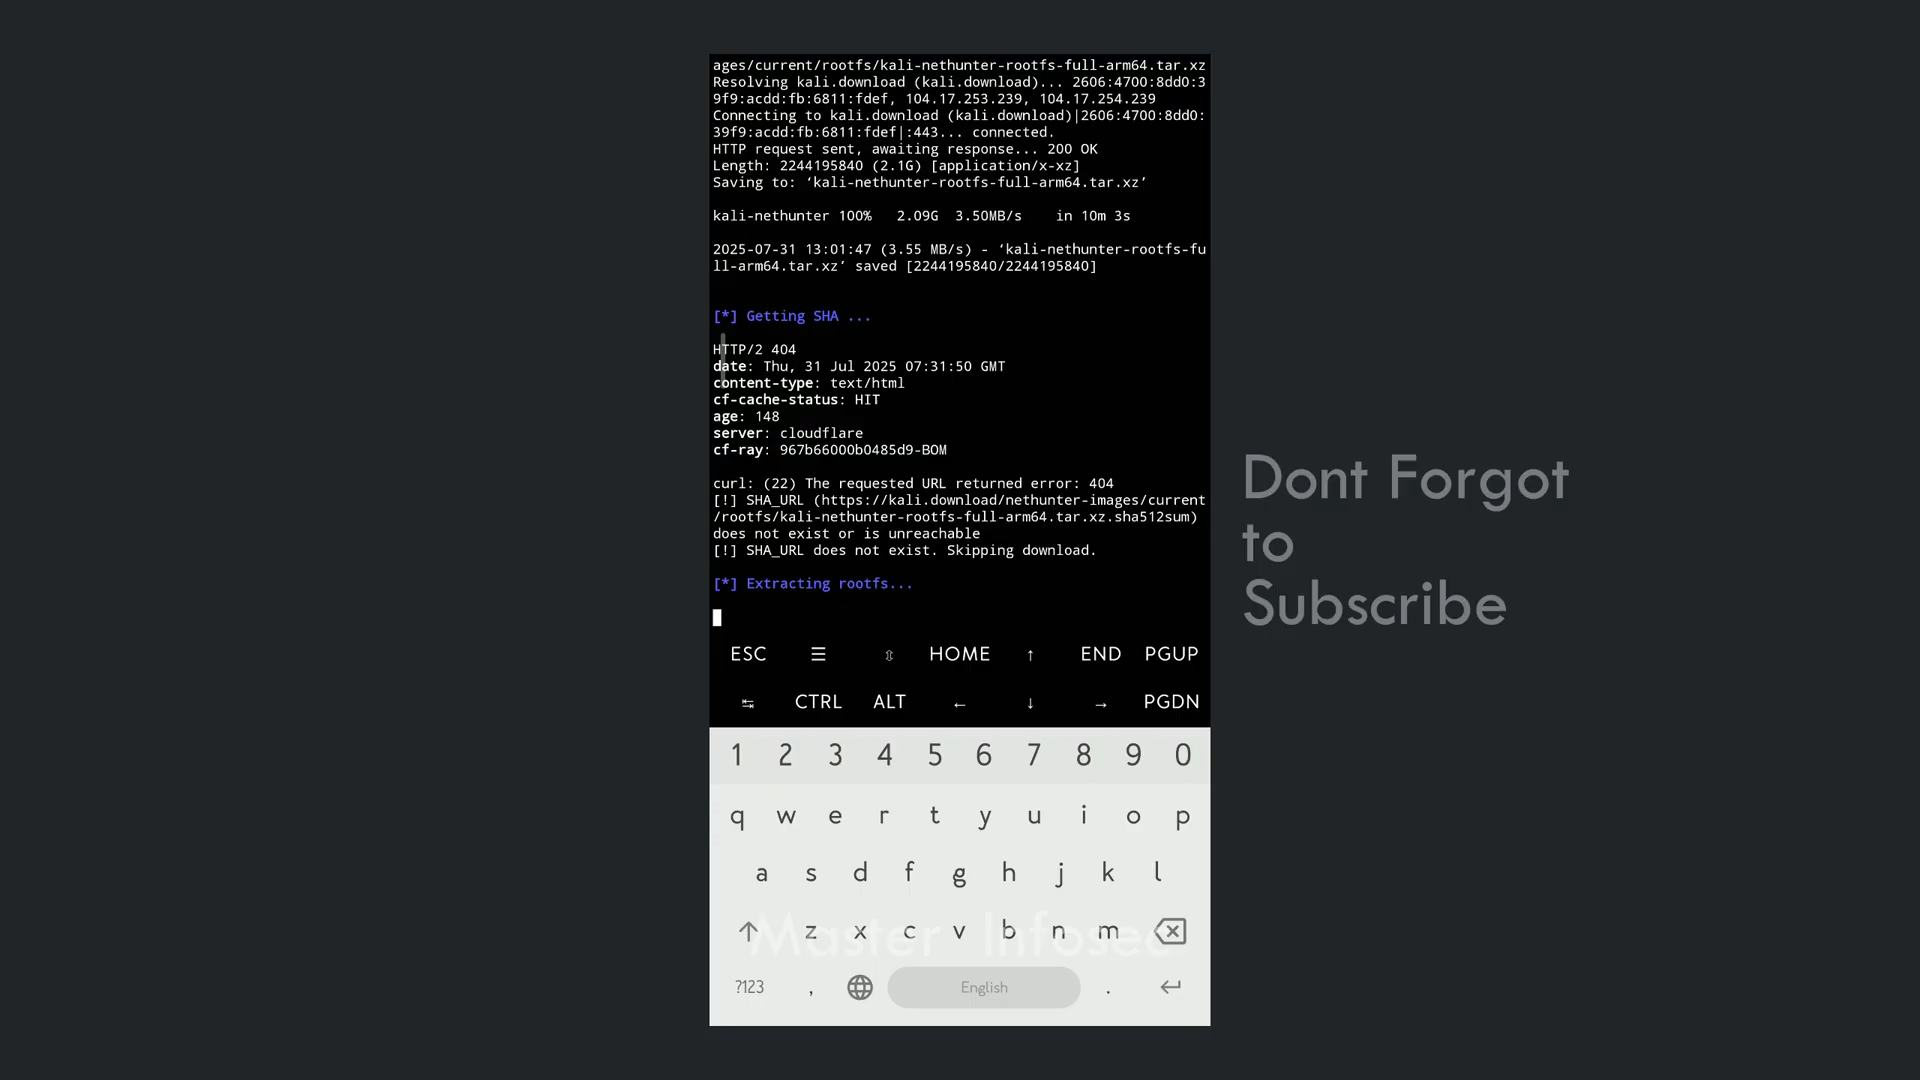 ages/current/rootfs/kali-nethunter-rootfs-full-arm64.tar.xz
Resolving kali.download (kali.download)... 2606:4700:8dd0:3
9f9:acdd:fb:6811:fdef, 104.17.253.239, 104.17.254.239
Connecting to kali.download (kali.download)|2606:4700:8dd0:
39f9:acdd:fb:6811:fdef|:443... connected.
HTTP request sent, awaiting response... 200 OK
Length: 2244195840 (2.1G) [application/x-xz]
Saving to: ‘kali-nethunter-rootfs-full-arm64.tar.xz’
kali-nethunter 100% 2.09G 3.50MB/s in 10m 3s
2025-07-31 13:01:47 (3.55 MB/s) - ‘kali-nethunter-rootfs-fu
ll-arm64.tar.xz’ saved [2244195840/2244195840]
[*] Getting SHA ...
HTTP/2 404
date: Thu, 31 Jul 2025 07:31:50 GMT
content-type: text/html
cf-cache-status: HIT
age: 148
server: cloudflare
cf-ray: 967b66000b0485d9-BOM
curl: (22) The requested URL returned error: 404
[!] SHA_URL (https://kali.download/nethunter-images/current
/rootfs/kali-nethunter-rootfs-full-arm64.tar.xz.sha512sum)
does not exist or is unreachable
[!] SHA_URL does not exist. Skipping download.
[*] Extracting rootfs...
ESC ☰ ⇳ HOME ↑ END PGUP
↹ CTRL ALT ← ↓ → PGDN
1 2 3 4 5 6 7 8 9 0
q w e r t y u i o p
a s d f g h j k l
z x c v b n m
Master Infosec
?123 , English .
Dont Forgot
to
Subscribe